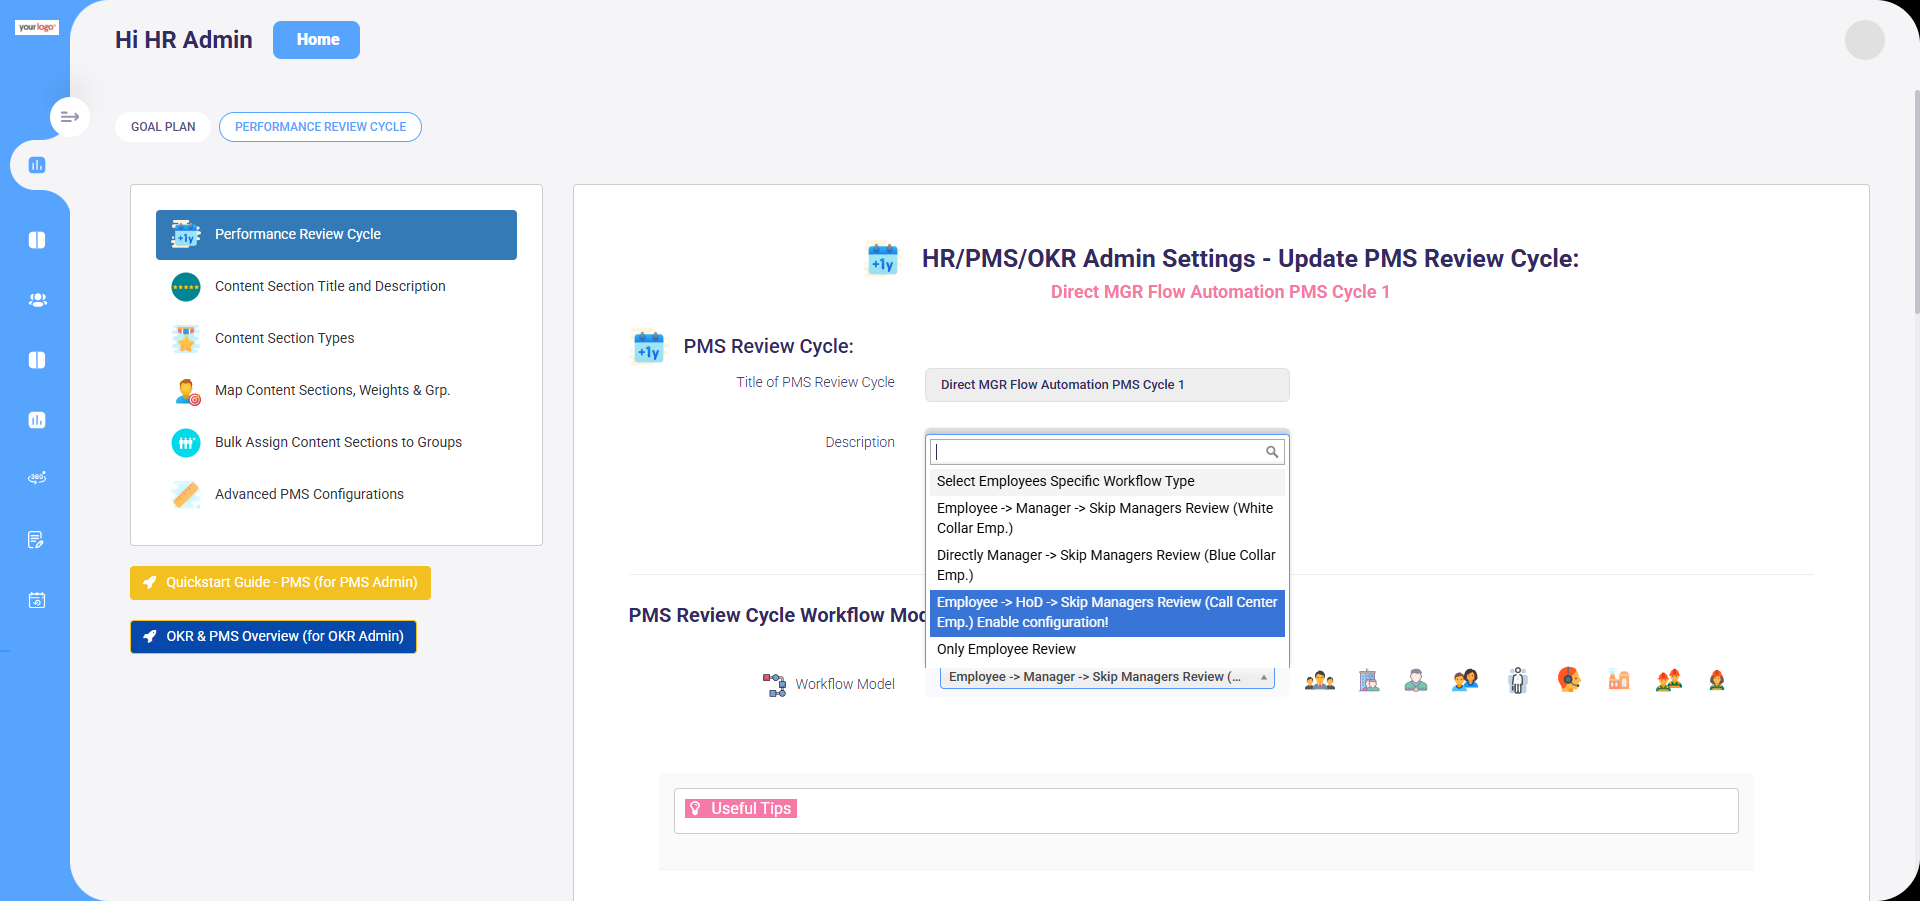 yourlogo
Hi HR Admin
Home
GOAL PLAN
PERFORMANCE REVIEW CYCLE
+1y
Performance Review Cycle
Content Section Title and Description
Content Section Types
Map Content Sections, Weights & Grp.
Bulk Assign Content Sections to Groups
Advanced PMS Configurations
360°
Quickstart Guide - PMS (for PMS Admin)
OKR & PMS Overview (for OKR Admin)
+1y
HR/PMS/OKR Admin Settings - Update PMS Review Cycle:
Direct MGR Flow Automation PMS Cycle 1
+1y
PMS Review Cycle:
Title of PMS Review Cycle
Direct MGR Flow Automation PMS Cycle 1
Description
Select Employees Specific Workflow Type
Employee -> Manager -> Skip Managers Review (White
Collar Emp.)
Directly Manager -> Skip Managers Review (Blue Collar
Emp.)
Employee -> HoD -> Skip Managers Review (Call Center
Emp.) Enable configuration!
Only Employee Review
PMS Review Cycle Workflow Mod
Workflow Model
Employee -> Manager -> Skip Managers Review (...
Useful Tips